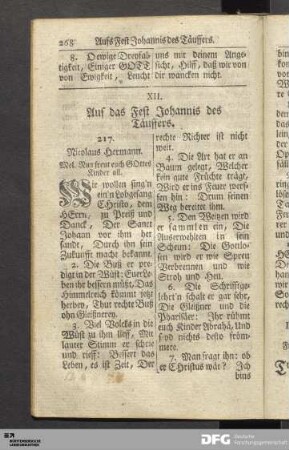 268 Aufs Fest Johannis des Täuffers.
8. O ewige Dreyfal-
tigkeit, Einiger GOTT
von Ewigkeit,
uns mit deinem Ange-
sicht, Hilff, daß wir von
Leucht dir wancken nicht.
XII.
Auf das Fest Johannis des
Täuffers.
217.
Nicolaus Hermann.
Mel. Nun freut euch GOttes
Kinder all.
Wir wollen sing'n
ein'n Lobgesang
Christo, dem
HErrn, zu Preiß und
Danck, Der Sanct
Johann vor ihm her
sandt, Durch ihn sein
Zukunfft macht bekannt.
2. Die Buß er pre-
digt in der Wüst: Eur Le-
ben ihr bessern müßt, Das
Himmelreich kömmt jetzt
herbey, Thut rechte Buß
ohn Gleißnerey.
3. Viel Volcks in die
Wüst zu ihm lieff, Mit
lauter Stimm er schrie
und rieff: Bessert das
Leben, es ist Zeit, Der
rechte Richter ist nicht
weit.
4. Die Axt hat er an
Baum gelegt, Welcher
kein gute Früchte trägt,
Wird er ins Feuer werf-
fen hin: Drum seinen
Weg bereitet ihm.
5. Den Weitzen wird
er sammlen ein, Die
Auserwählten in sein
Scheun: Die Gottlo-
sen wird er wie Spreu
Verbrennen, und wie
Stroh und Heu.
6. Die Schrifftge-
lehrt'n schalt er gar sehr,
Die Gleißner und die
Pharisäer: Ihr rühmt
euch Kinder Abrahä, Und
seyd nichts desto fröm-
mer.
7. Man fragt ihn: ob
er Christus wär? Ich
bins
DFG Deutsche
Forschungsgemeinschaft